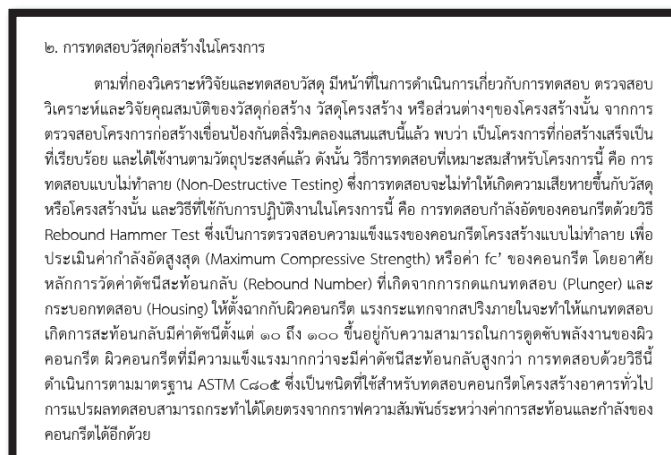 ๒. การทดสอบวัสดุก่อสร้างในโครงการ
ตามที่กองวิเคราะห์วิจัยและทดสอบวัสดุ มีหน้าที่ในการดำเนินการเกี่ยวกับการทดสอบ ตรวจสอบ
วิเคราะห์และวิจัยคุณสมบัติของวัสดุก่อสร้าง วัสดุโครงสร้าง หรือส่วนต่างๆของโครงสร้างนั้น จากการ
ตรวจสอบโครงการก่อสร้างเขื่อนป้องกันตลิ่งริมคลองแสนแสบนี้แล้ว พบว่า เป็นโครงการที่ก่อสร้างเสร็จเป็น
ที่เรียบร้อย และได้ใช้งานตามวัตถุประสงค์แล้ว ดังนั้น วิธีการทดสอบที่เหมาะสมสำหรับโครงการนี้ คือ การ
ทดสอบแบบไม่ทำลาย (Non-Destructive Testing) ซึ่งการทดสอบจะไม่ทำให้เกิดความเสียหายขึ้นกับวัสดุ
หรือโครงสร้างนั้น และวิธีที่ใช้กับการปฏิบัติงานในโครงการนี้ คือ การทดสอบกำลังอัดของคอนกรีตด้วยวิธี
Rebound Hammer Test ซึ่งเป็นการตรวจสอบความแข็งแรงของคอนกรีตโครงสร้างแบบไม่ทำลาย เพื่อ
ประเมินค่ากำลังอัดสูงสุด (Maximum Compressive Strength) หรือค่า fc' ของคอนกรีต โดยอาศัย
หลักการวัดค่าดัชนีสะท้อนกลับ (Rebound Number) ที่เกิดจากการกดแกนทดสอบ (Plunger) และ
กระบอกทดสอบ (Housing) ให้ตั้งฉากกับผิวคอนกรีต แรงกระแทกจากสปริงภายในจะทำให้แกนทดสอบ
เกิดการสะท้อนกลับมีค่าดัชนีตั้งแต่ ๑๐ ถึง ๑๐๐ ขึ้นอยู่กับความสามารถในการดูดซับพลังงานของผิว
คอนกรีต ผิวคอนกรีตที่มีความแข็งแรงมากกว่าจะมีค่าดัชนีสะท้อนกลับสูงกว่า การทดสอบด้วยวิธีนี้
ดำเนินการตามมาตรฐาน ASTM C๘๐๕ ซึ่งเป็นชนิดที่ใช้สำหรับทดสอบคอนกรีตโครงสร้างอาคารทั่วไป
การแปรผลทดสอบสามารถกระทำได้โดยตรงจากกราฟความสัมพันธ์ระหว่างค่าการสะท้อนและกำลังของ
คอนกรีตได้อีกด้วย